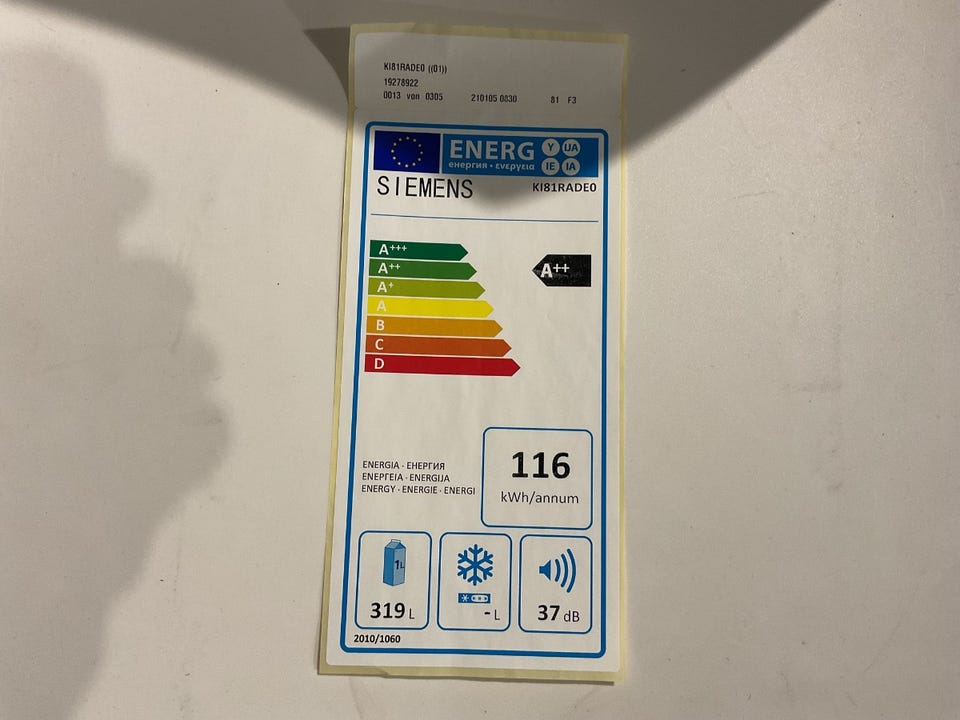 KI81RADE0 ((01))
19278922
0013 von 0305 210105 0830 81 F3
ENERG Y IJA
енергия · ενεργεια IE IA
SIEMENS KI81RADE0
A+++
A++ A++
A+
A
B
C
D
ENERGIA · ЕНЕРГИЯ
ΕΝΕΡΓΕΙΑ · ENERGIJA
ENERGY · ENERGIE · ENERGI
116
kWh/annum
1L
319 L
- L
37 dB
2010/1060